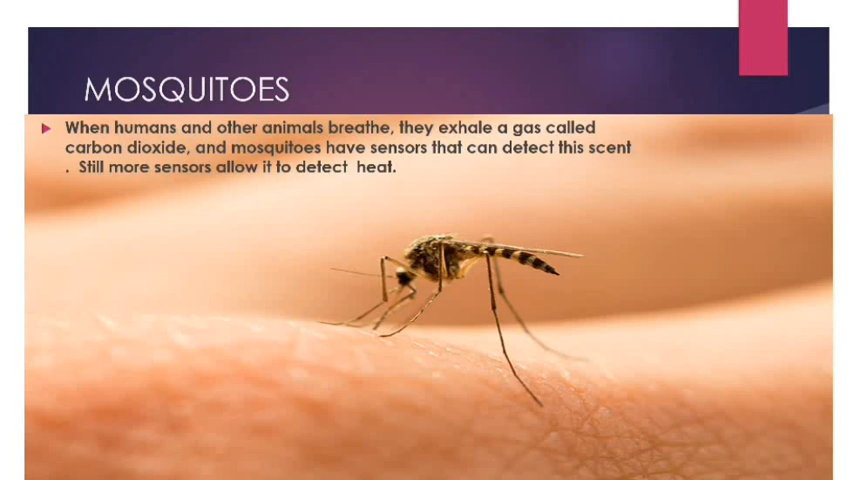 MOSQUITOES
When humans and other animals breathe, they exhale a gas called
carbon dioxide, and mosquitoes have sensors that can detect this scent
. Still more sensors allow it to detect heat.